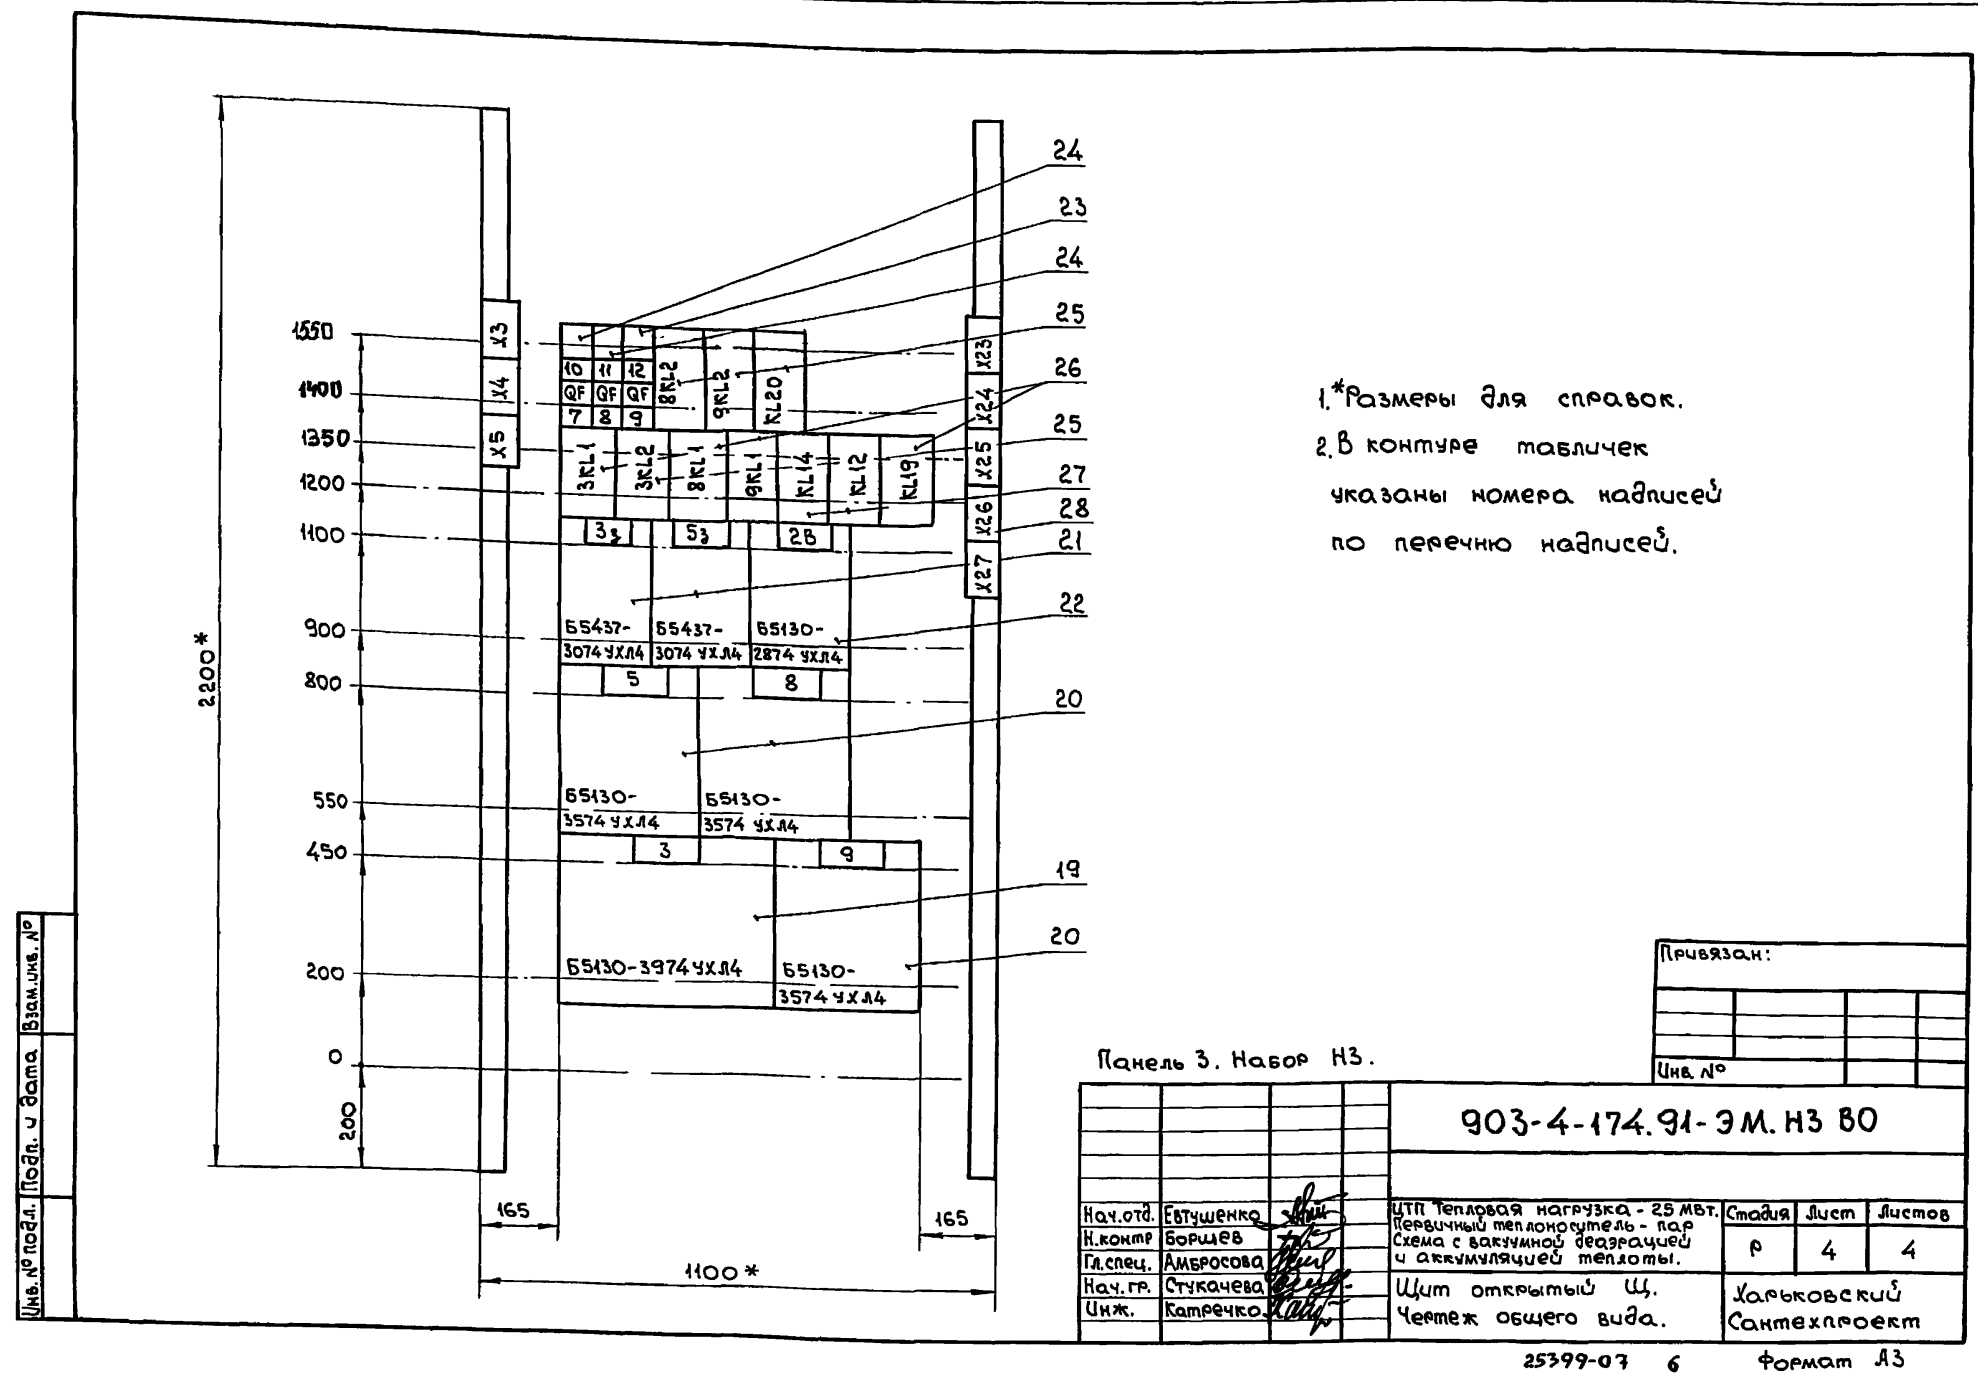 24
23
24
25
26
25
27
28
21
22
20
19
20
1550
1400
1350
1200
1100
900
800
550
450
200
0
200
2200*
X3
X4
X5
10 11 12
QF QF QF
7 8 9
8KL2
9KL2
KL20
3KL1
3KL2
8KL1
9KL1
KL14
KL12
KL19
X23
X24
X25
X26
X27
3з 5з 2В
Б5437- Б5437- Б5130-
3074 УХЛ4 3074 УХЛ4 2874 УХЛ4
5 8
Б5130- Б5130-
3574 УХЛ4 3574 УХЛ4
3 9
Б5130-3974 УХЛ4 Б5130-
3574 УХЛ4
165
165
1100*
1.*Размеры для справок.
2. В контуре табличек
указаны номера надписей
по перечню надписей.
Привязан:
Инв. №
Панель 3. Набор Н3.
903-4-174.91-ЭМ.Н3 ВО
Нач.отд. Евтушенко
Н.контр Борщев
Гл.спец. Амбросова
Нач.гр. Стукачева
Инж. Катречко
ЦТП Тепловая нагрузка - 25 МВт.
Первичный теплоноситель - пар
Схема с вакуумной деаэрацией
и аккумуляцией теплоты.
Стадия Лист Листов
Р 4 4
Щит открытый Щ.
Чертеж общего вида.
Харьковский
Сантехпроект
25399-07 6 Формат А3
Инв. № подл. Подп. и дата Взам.инв. №